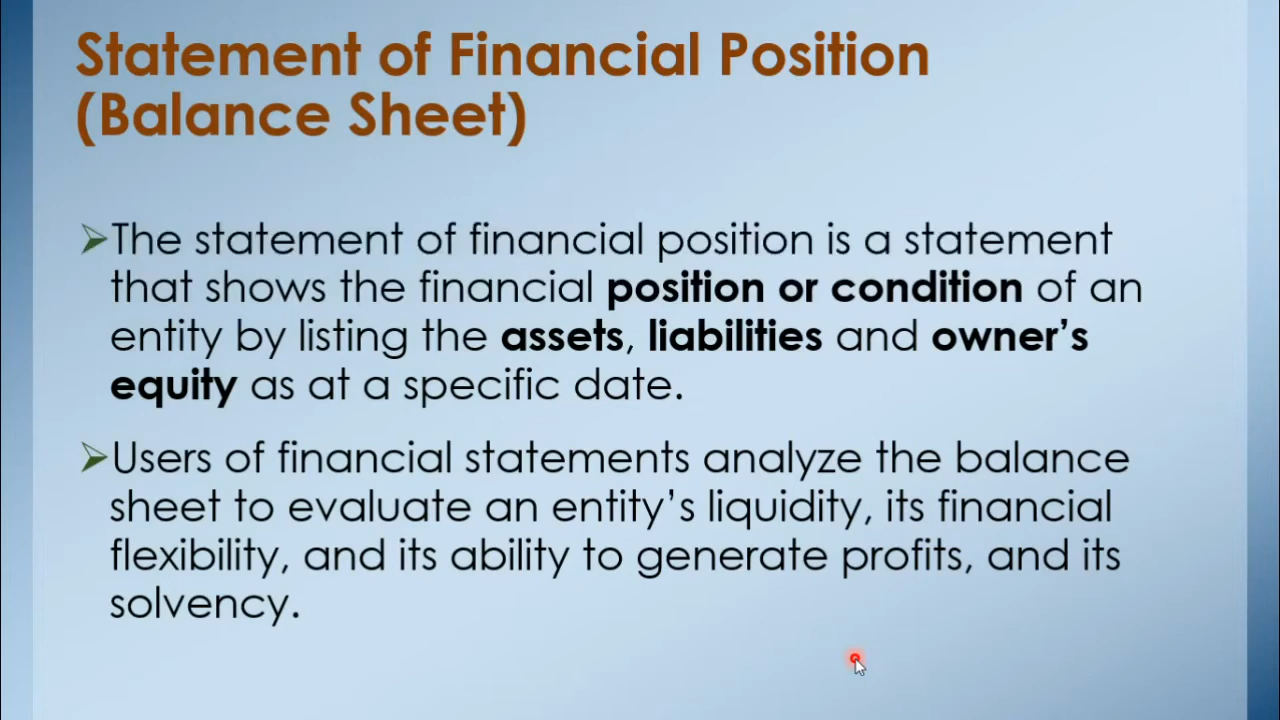 Statement of Financial Position
(Balance Sheet)
➢The statement of financial position is a statement
that shows the financial position or condition of an
entity by listing the assets, liabilities and owner’s
equity as at a specific date.
➢Users of financial statements analyze the balance
sheet to evaluate an entity’s liquidity, its financial
flexibility, and its ability to generate profits, and its
solvency.